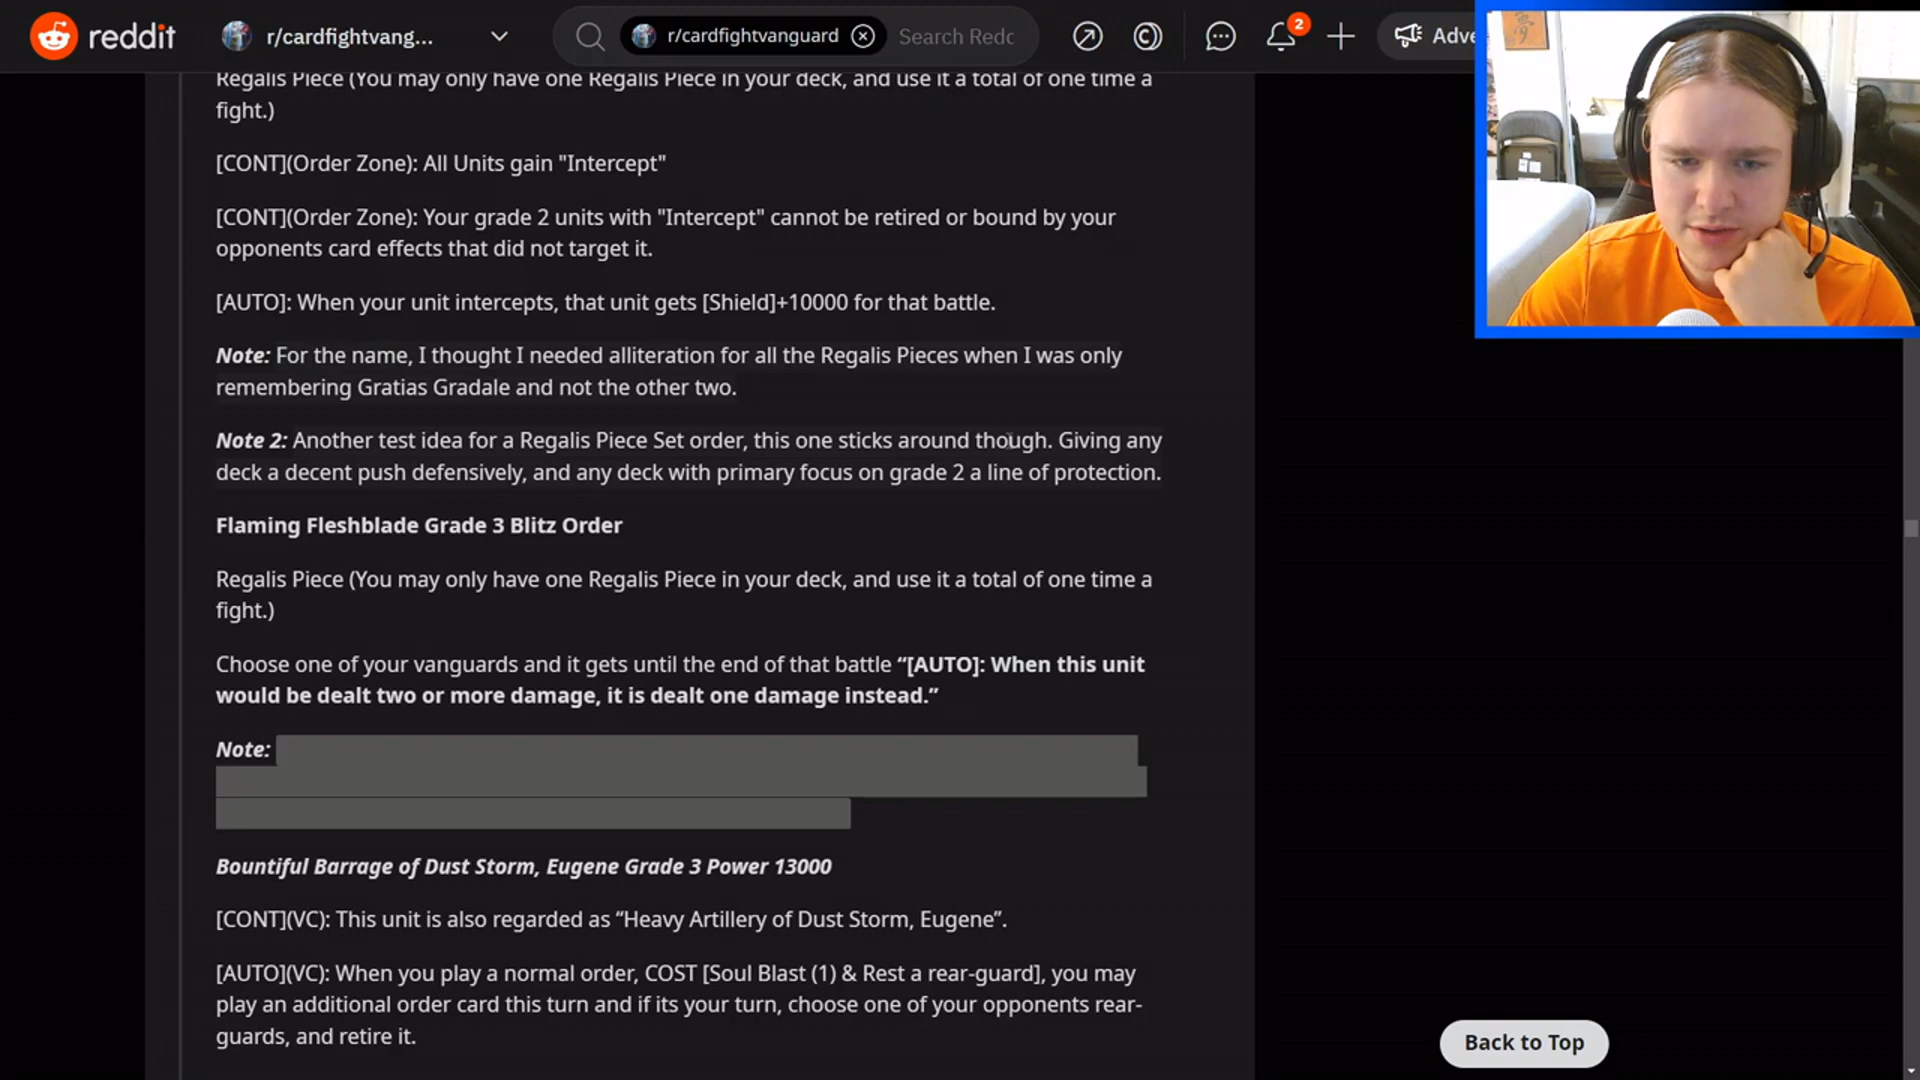 reddit
r/cardfightvang...
r/cardfightvanguard
Search Redc
2
Adve
Regalis Piece (You may only have one Regalis Piece in your deck, and use it a total of one time a
fight.)
[CONT](Order Zone): All Units gain "Intercept"
[CONT](Order Zone): Your grade 2 units with "Intercept" cannot be retired or bound by your
opponents card effects that did not target it.
[AUTO]: When your unit intercepts, that unit gets [Shield]+10000 for that battle.
Note: For the name, I thought I needed alliteration for all the Regalis Pieces when I was only
remembering Gratias Gradale and not the other two.
Note 2: Another test idea for a Regalis Piece Set order, this one sticks around though. Giving any
deck a decent push defensively, and any deck with primary focus on grade 2 a line of protection.
Flaming Fleshblade Grade 3 Blitz Order
Regalis Piece (You may only have one Regalis Piece in your deck, and use it a total of one time a
fight.)
Choose one of your vanguards and it gets until the end of that battle “[AUTO]: When this unit
would be dealt two or more damage, it is dealt one damage instead.”
Note:
Bountiful Barrage of Dust Storm, Eugene Grade 3 Power 13000
[CONT](VC): This unit is also regarded as “Heavy Artillery of Dust Storm, Eugene”.
[AUTO](VC): When you play a normal order, COST [Soul Blast (1) & Rest a rear-guard], you may
play an additional order card this turn and if its your turn, choose one of your opponents rear-
guards, and retire it.
Back to Top